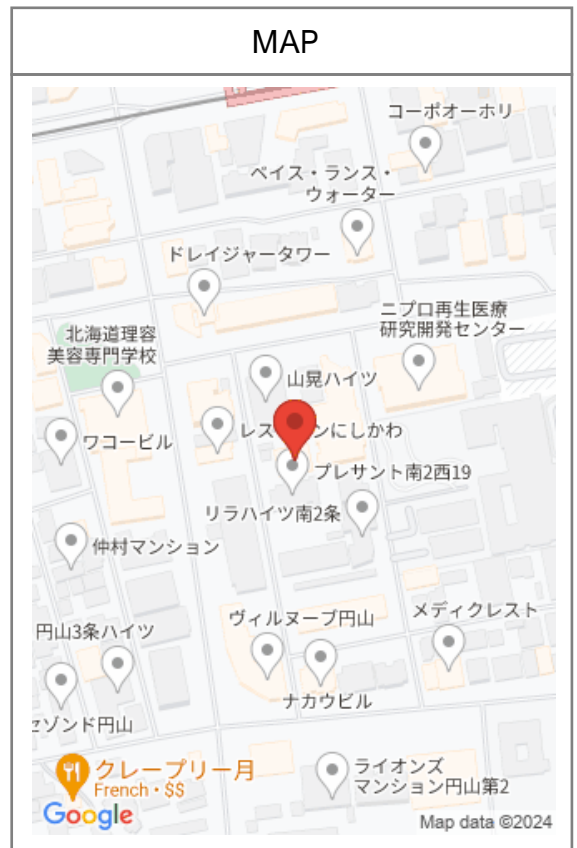 MAP
コーポオーホリ
ベイス・ランス・
ウォーター
ドレイジャータワー
ニプロ再生医療
研究開発センター
北海道理容
美容専門学校
山晃ハイツ
ワコービル
レス
ンにしかわ
プレサント南2西19
リラハイツ南2条
仲村マンション
ヴィルヌーブ円山
メディクレスト
円山3条ハイツ
ナカウビル
セゾンド円山
クレープリー月
French・$$
ライオンズ
マンション円山第2
Google
Map data ©2024